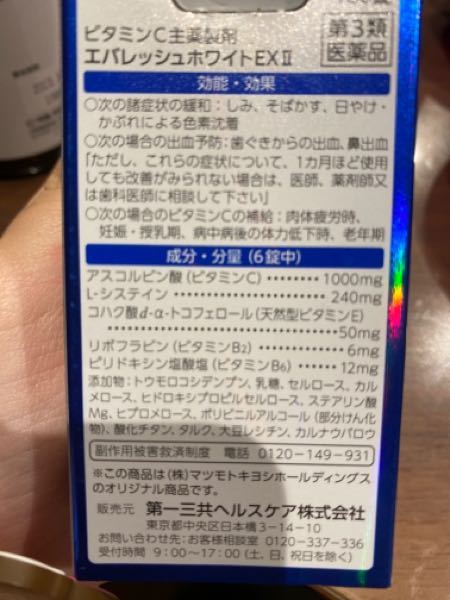 ビタミンC主薬製剤
エバレッシュホワイトEXⅡ
第3類
医薬品
効能・効果
○次の諸症状の緩和：しみ、そばかす、日やけ・
かぶれによる色素沈着
○次の場合の出血予防：歯ぐきからの出血、鼻出血
「ただし、これらの症状について、1カ月ほど使用
しても改善がみられない場合は、医師、薬剤師又
は歯科医師に相談して下さい」
○次の場合のビタミンCの補給：肉体疲労時、
妊娠・授乳期、病中病後の体力低下時、老年期
成分・分量（6錠中）
アスコルビン酸（ビタミンC）………1000mg
L-システイン……………………240mg
コハク酸d-α-トコフェロール（天然型ビタミンE）
………………………………50mg
リボフラビン（ビタミンB2）………………6mg
ピリドキシン塩酸塩（ビタミンB6）……12mg
添加物：トウモロコシデンプン、乳糖、セルロース、カル
メロース、ヒドロキシプロピルセルロース、ステアリン酸
Mg、ヒプロメロース、ポリビニルアルコール（部分けん化
物）、酸化チタン、タルク、大豆レシチン、カルナウバロウ
副作用被害救済制度 電話 0120-149-931
※この商品は（株）マツモトキヨシホールディングス
のオリジナル商品です。
販売元 第一三共ヘルスケア株式会社
東京都中央区日本橋3-14-10
お問い合わせ先：お客様相談室 0120-337-336
受付時間 9：00～17：00（土、日、祝日を除く）